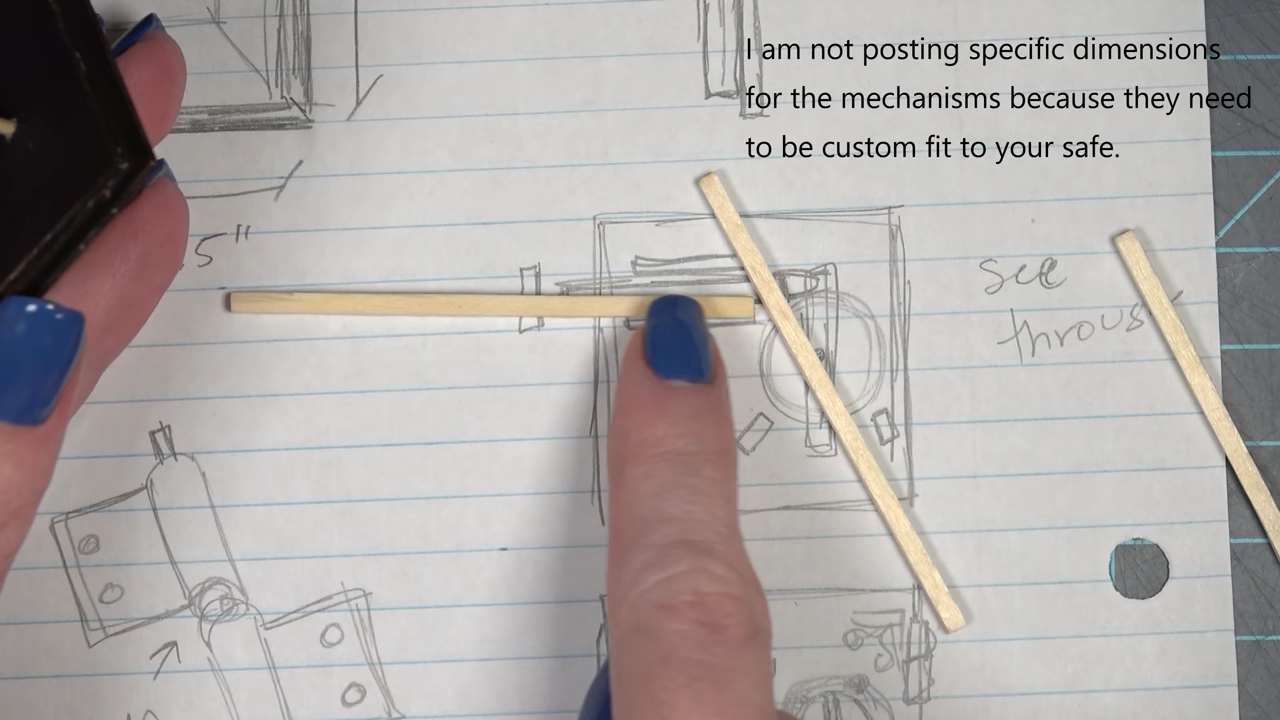 I am not posting specific dimensions
for the mechanisms because they need
to be custom fit to your safe.
.5"
see